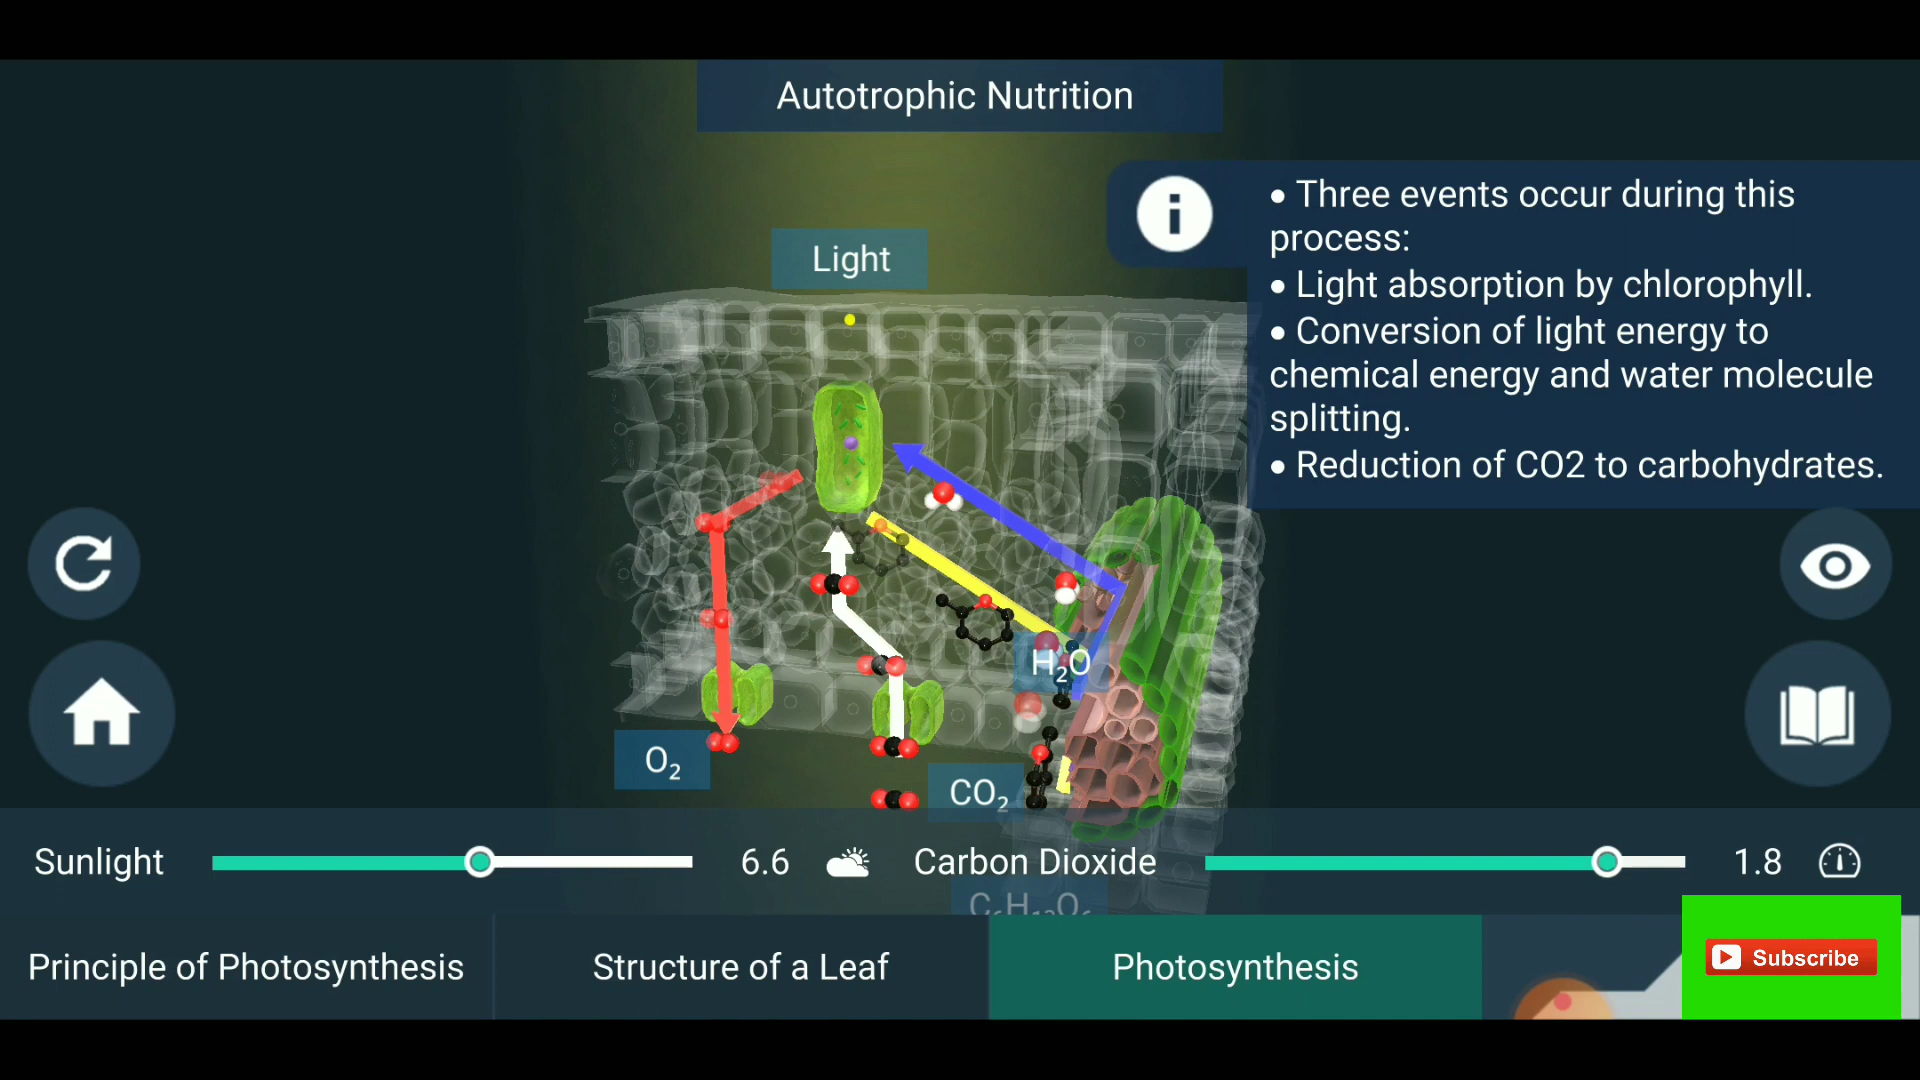 Autotrophic Nutrition
• Three events occur during this
process:
• Light absorption by chlorophyll.
• Conversion of light energy to
chemical energy and water molecule
splitting.
• Reduction of CO2 to carbohydrates.
Light
H₂O
O₂
CO₂
Sunlight
6.6
Carbon Dioxide
1.8
C₆H₁₂O₆
Principle of Photosynthesis
Structure of a Leaf
Photosynthesis
Subscribe